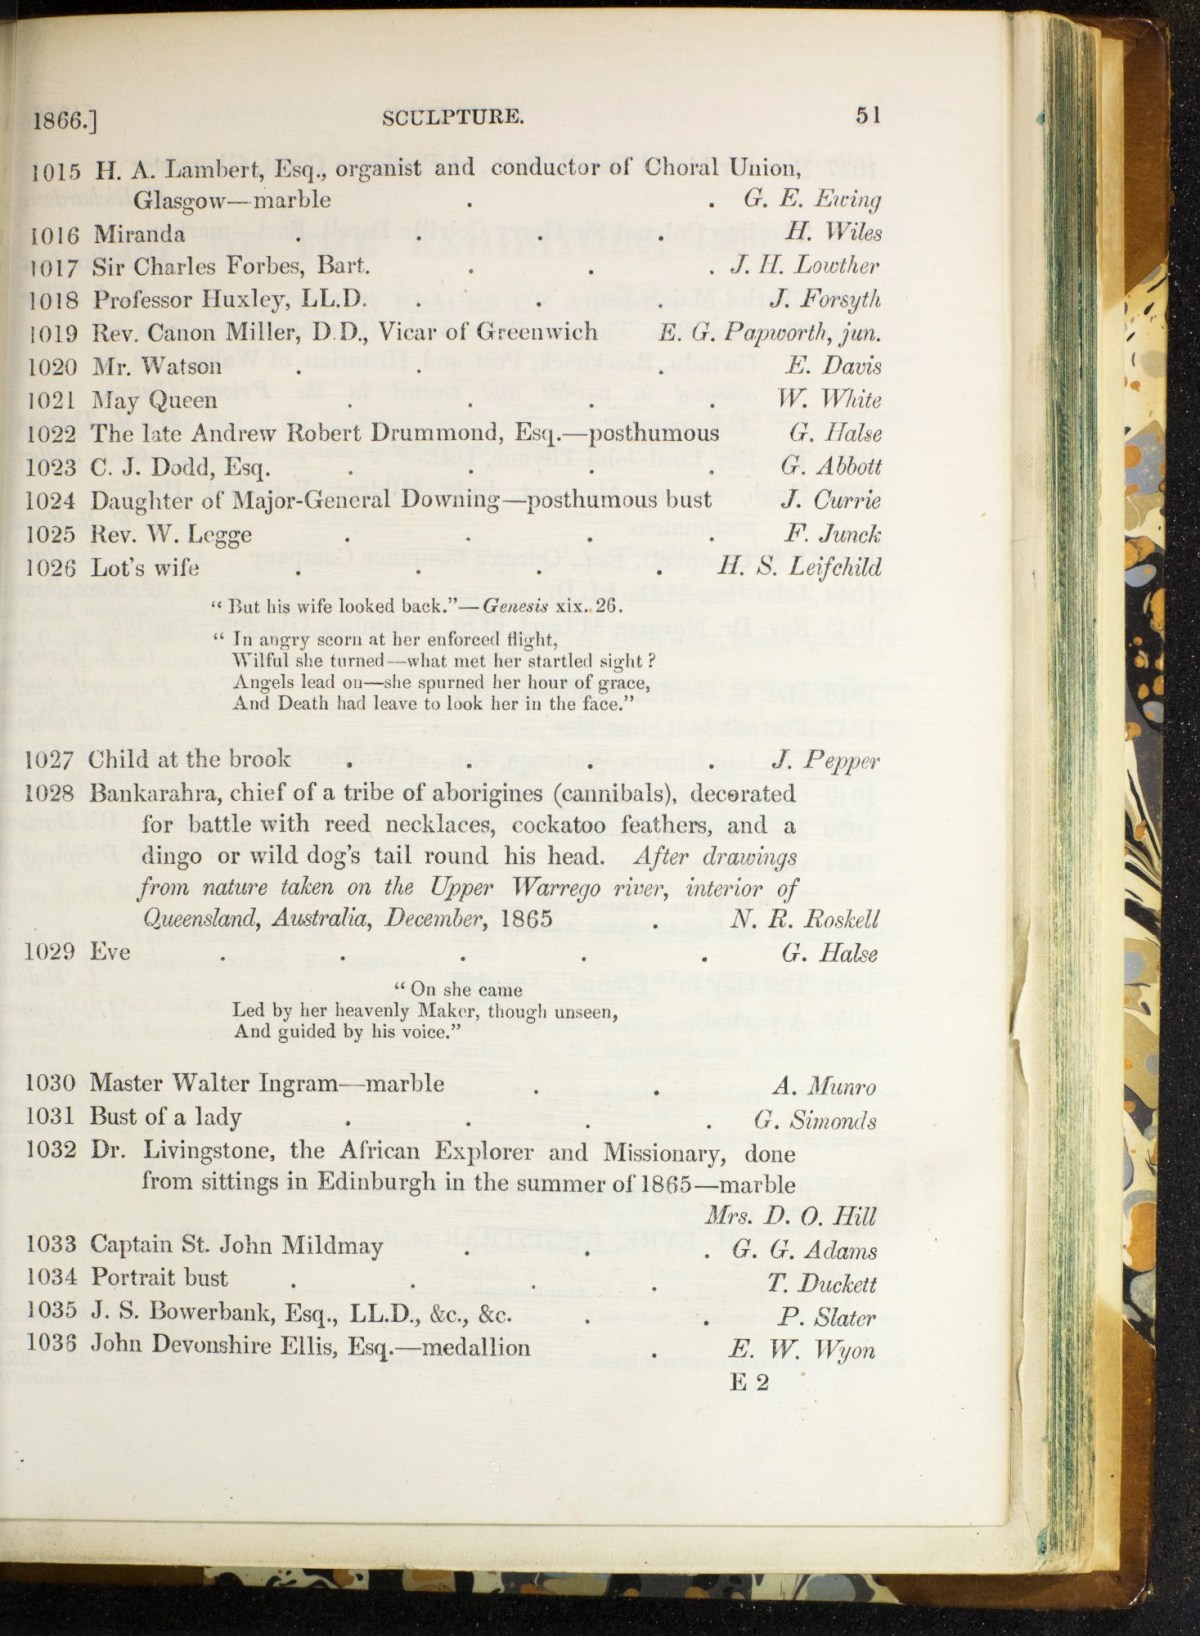 1866.] SCULPTURE. 51
1015 H. A. Lambert, Esq., organist and conductor of Choral Union,
Glasgow—marble . . G. E. Ewing
1016 Miranda . . . . H. Wiles
1017 Sir Charles Forbes, Bart. . . . J. H. Lowther
1018 Professor Huxley, LL.D. . . . J. Forsyth
1019 Rev. Canon Miller, D.D., Vicar of Greenwich E. G. Papworth, jun.
1020 Mr. Watson . . . . E. Davis
1021 May Queen . . . . W. White
1022 The late Andrew Robert Drummond, Esq.—posthumous G. Halse
1023 C. J. Dodd, Esq. . . . . G. Abbott
1024 Daughter of Major-General Downing—posthumous bust J. Currie
1025 Rev. W. Legge . . . . F. Junck
1026 Lot's wife . . . . H. S. Leifchild
“ But his wife looked back.”—Genesis xix. 26.
“ In angry scorn at her enforced flight,
Wilful she turned—what met her startled sight ?
Angels lead on—she spurned her hour of grace,
And Death had leave to look her in the face.”
1027 Child at the brook . . . . J. Pepper
1028 Bankarahra, chief of a tribe of aborigines (cannibals), decorated
for battle with reed necklaces, cockatoo feathers, and a
dingo or wild dog's tail round his head. After drawings
from nature taken on the Upper Warrego river, interior of
Queensland, Australia, December, 1865 . N. R. Roskell
1029 Eve . . . . . G. Halse
“ On she came
Led by her heavenly Maker, though unseen,
And guided by his voice.”
1030 Master Walter Ingram—marble . . A. Munro
1031 Bust of a lady . . . . G. Simonds
1032 Dr. Livingstone, the African Explorer and Missionary, done
from sittings in Edinburgh in the summer of 1865—marble
Mrs. D. O. Hill
1033 Captain St. John Mildmay . . . G. G. Adams
1034 Portrait bust . . . . T. Duckett
1035 J. S. Bowerbank, Esq., LL.D., &c., &c. . . P. Slater
1036 John Devonshire Ellis, Esq.—medallion . E. W. Wyon
E 2